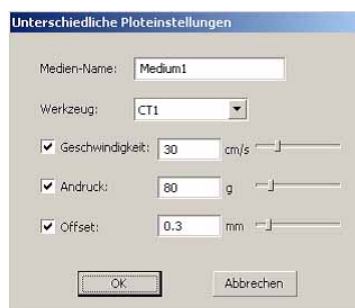 Unterschiedliche Ploteinstellungen
Medien-Name: Medium1
Werkzeug: CT1
Geschwindigkeit: 30 cm/s
Andruck: 80 g
Offset: 0.3 mm
OK Abbrechen